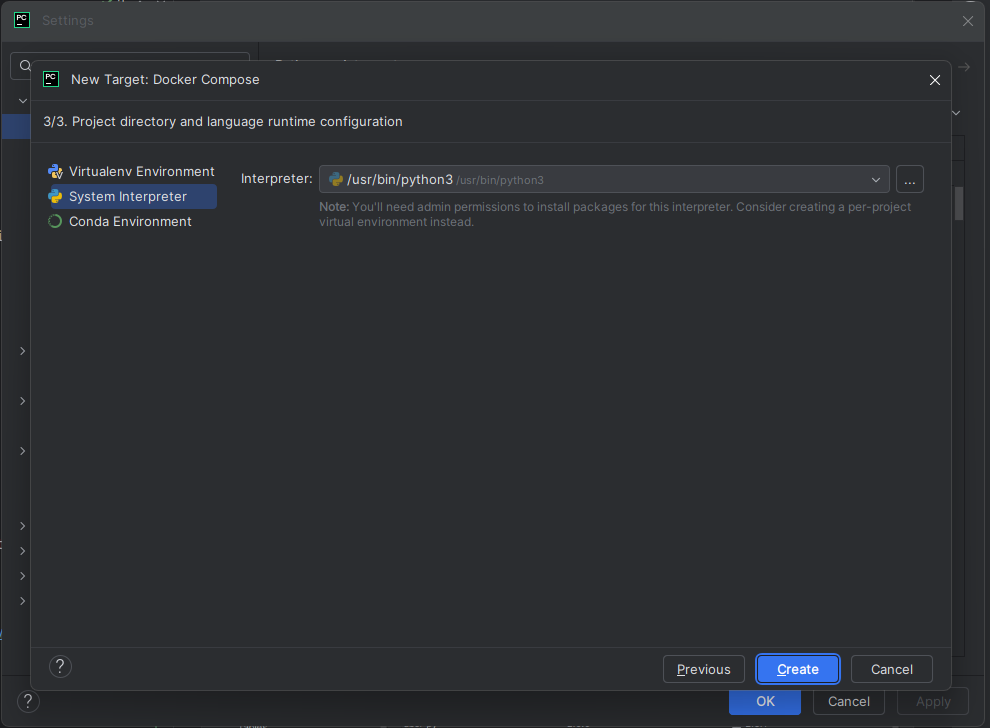 PC Settings
PC New Target: Docker Compose
3/3. Project directory and language runtime configuration
Virtualenv Environment
System Interpreter
Conda Environment
Interpreter: /usr/bin/python3 /usr/bin/python3 ...
Note: You'll need admin permissions to install packages for this interpreter. Consider creating a per-project
virtual environment instead.
? Previous Create Cancel
? OK Cancel Apply